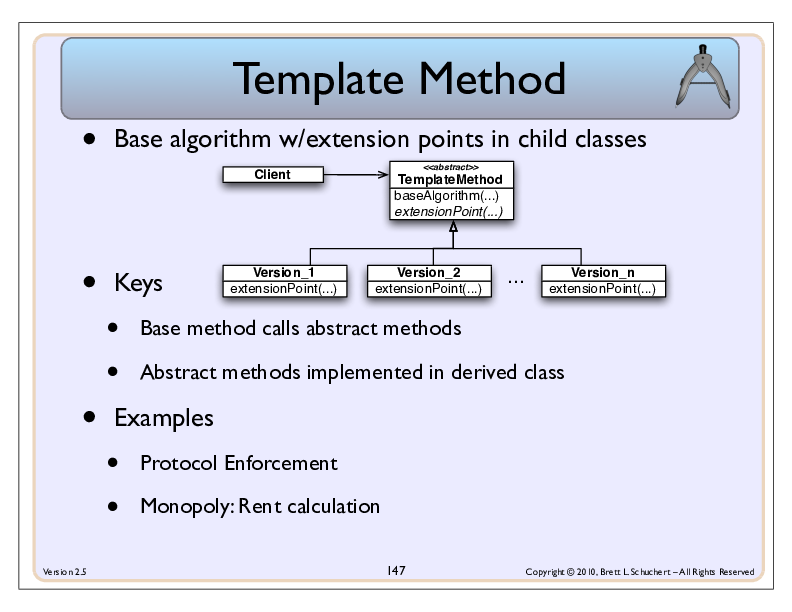 Template Method
• Base algorithm w/extension points in child classes
Client
<<abstract>>
TemplateMethod
baseAlgorithm(...)
extensionPoint(...)
• Keys
Version_1
extensionPoint(...)
Version_2
extensionPoint(...)
...
Version_n
extensionPoint(...)
• Base method calls abstract methods
• Abstract methods implemented in derived class
• Examples
• Protocol Enforcement
• Monopoly: Rent calculation
Version 2.5
147
Copyright © 2010, Brett L. Schuchert – All Rights Reserved